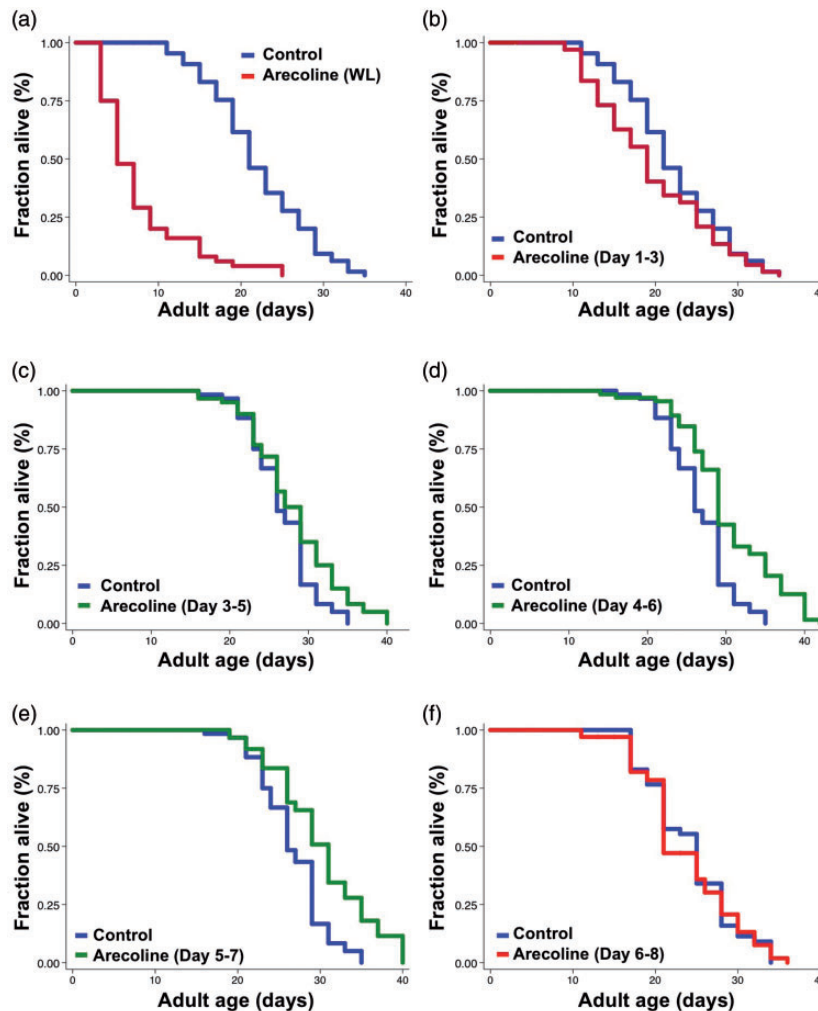 (a)
Fraction alive (%)
1.00
0.75
0.50
0.25
0.00
Control
Arecoline (WL)
0 10 20 30 40
Adult age (days)
(b)
Fraction alive (%)
1.00
0.75
0.50
0.25
0.00
Control
Arecoline (Day 1-3)
0 10 20 30 40
Adult age (days)
(c)
Fraction alive (%)
1.00
0.75
0.50
0.25
0.00
Control
Arecoline (Day 3-5)
0 10 20 30 40
Adult age (days)
(d)
Fraction alive (%)
1.00
0.75
0.50
0.25
0.00
Control
Arecoline (Day 4-6)
0 10 20 30 40
Adult age (days)
(e)
Fraction alive (%)
1.00
0.75
0.50
0.25
0.00
Control
Arecoline (Day 5-7)
0 10 20 30 40
Adult age (days)
(f)
Fraction alive (%)
1.00
0.75
0.50
0.25
0.00
Control
Arecoline (Day 6-8)
0 10 20 30 40
Adult age (days)